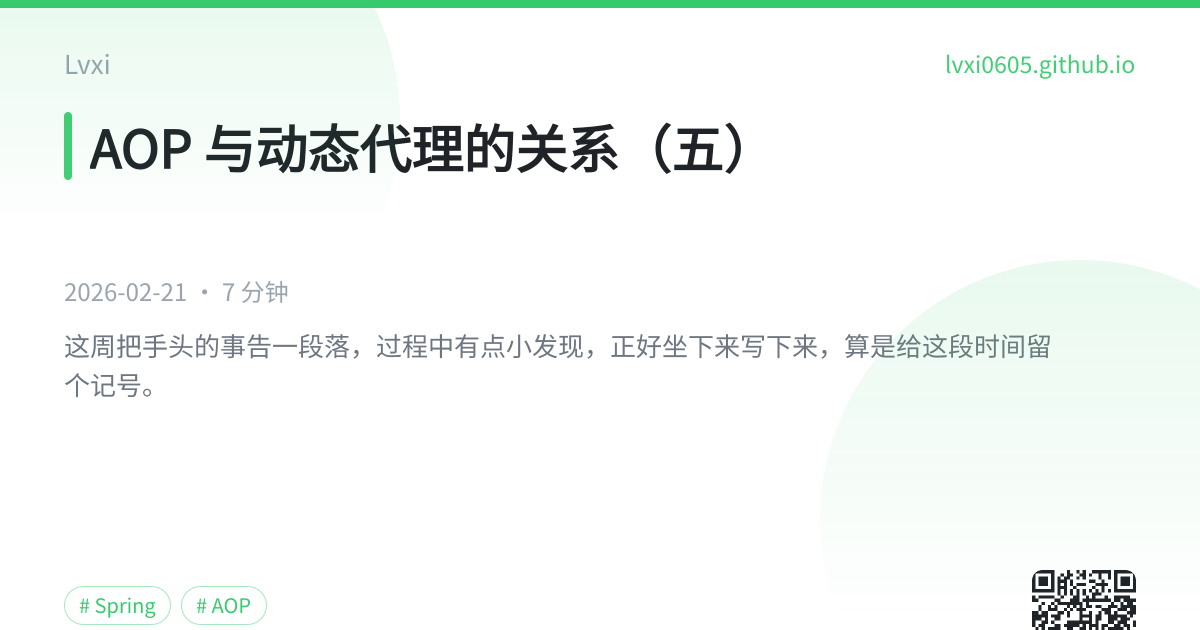 Lvxi
lvxi0605.github.io
AOP 与动态代理的关系（五）
2026-02-21 · 7 分钟
这周把手头的事告一段落，过程中有点小发现，正好坐下来写下来，算是给这段时间留
个记号。
# Spring
# AOP